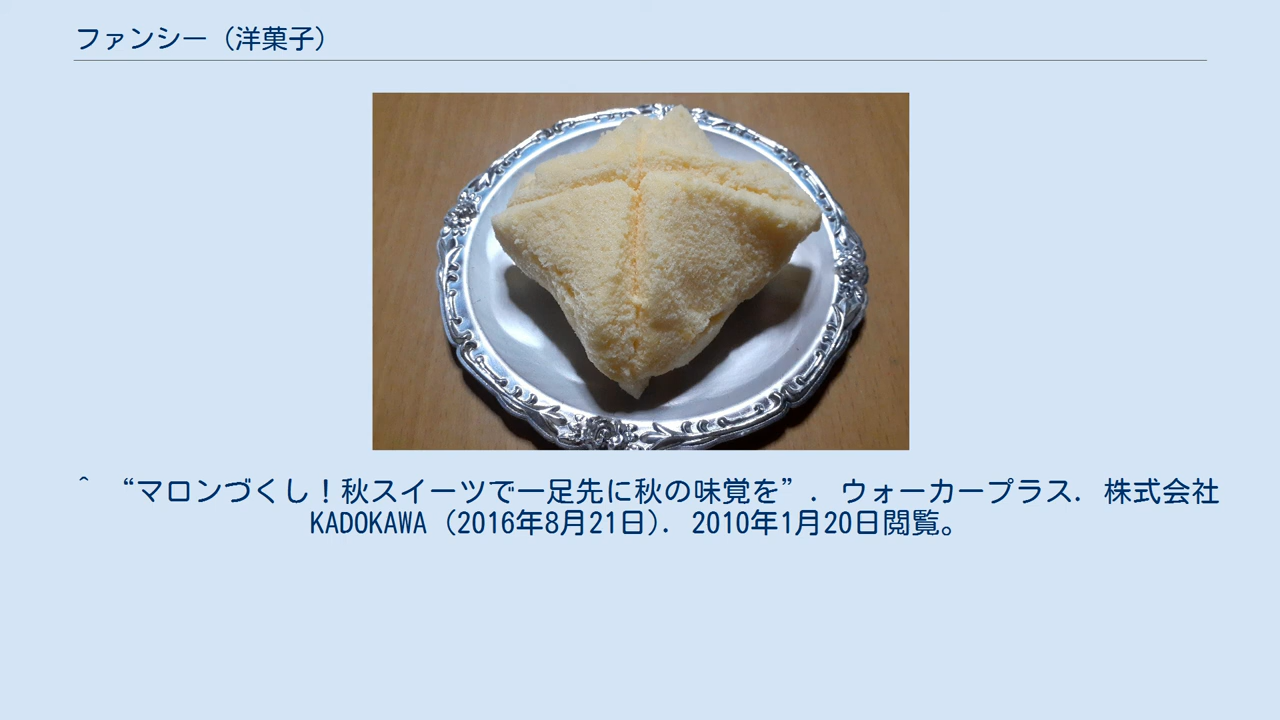 ファンシー（洋菓子）
^ “マロンづくし！秋スイーツで一足先に秋の味覚を”. ウォーカープラス. 株式会社
KADOKAWA (2016年8月21日). 2010年1月20日閲覧。